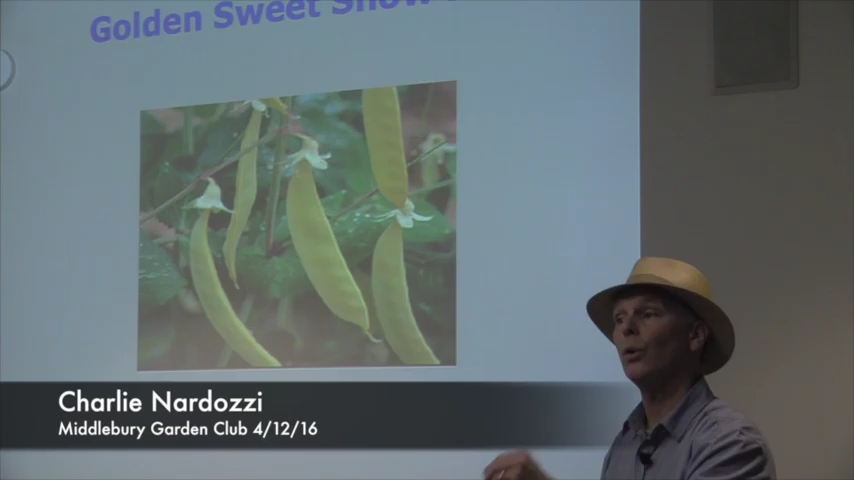 Golden Sweet Snow
Charlie Nardozzi
Middlebury Garden Club 4/12/16